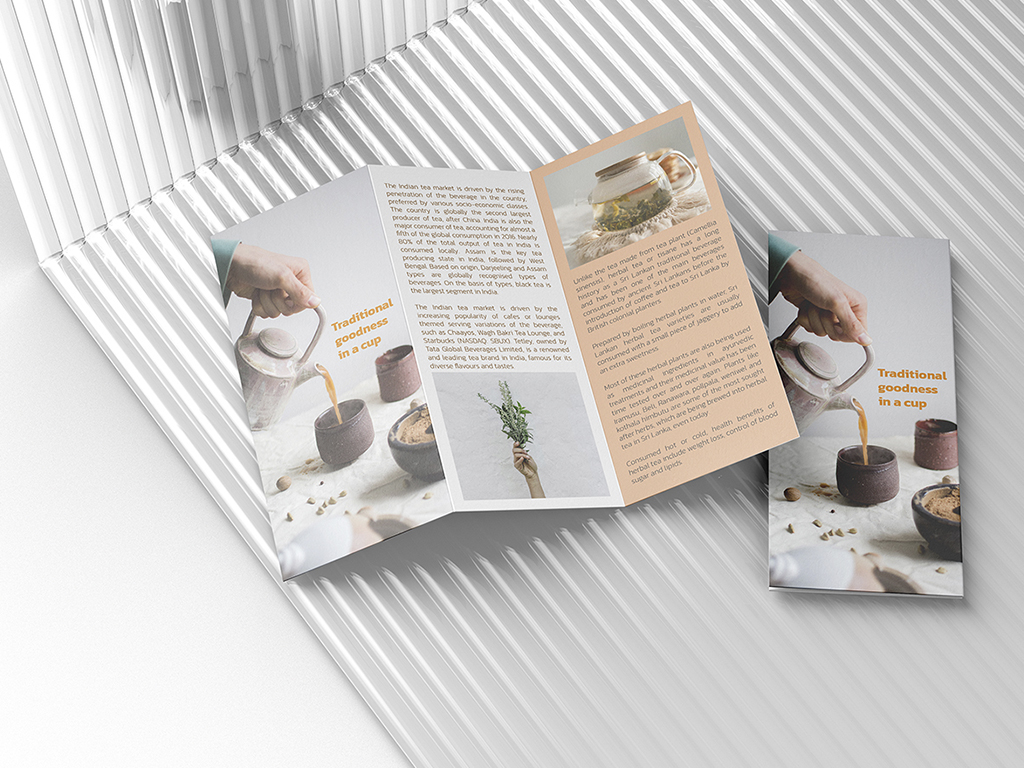 Traditional
goodness
in a cup
The Indian tea market is driven by the rising
penetration of the beverage in the country,
preferred by various socio-economic classes.
The country is globally the second largest
producer of tea, after China. India is also the
major consumer of tea, accounting for almost a
fifth of the global consumption in 2016. Nearly
80% of the total output of tea in India is
consumed locally. Assam is the key tea
producing state in India, followed by West
Bengal. Based on origin, Darjeeling and Assam
types are globally recognised types of
beverages. On the basis of types, black tea is
the largest segment in India.
The Indian tea market is driven by the
increasing popularity of cafes or lounges
themed serving variations of the beverage,
such as Chaayos, Wagh Bakri Tea Lounge, and
Starbucks (NASDAQ: SBUX). Tetley, owned by
Tata Global Beverages Limited, is a renowned
and leading tea brand in India, famous for its
diverse flavours and tastes.
Unlike the tea made from tea plant (Camellia
sinensis), herbal tea or tisane has a long
history as a Sri Lankan traditional beverage
and has been one of the main beverages
consumed by ancient Sri Lankans before the
introduction of coffee and tea to Sri Lanka by
British colonial planters.
Prepared by boiling herbal plants in water, Sri
Lankan herbal tea varieties are usually
consumed with a small piece of jaggery to add
an extra sweetness.
Most of these herbal plants are also being used
as medicinal ingredients in ayurvedic
treatments and their medicinal value has been
time tested over and over again. Plants like
iramusu, Beli, Ranawara, polpala, weniwel and
kothala himbutu are some of the most sought
after herbs, which are being brewed into herbal
tea in Sri Lanka, even today.
Consumed hot or cold, health benefits of
herbal tea include weight loss, control of blood
sugar and lipids.
Traditional
goodness
in a cup